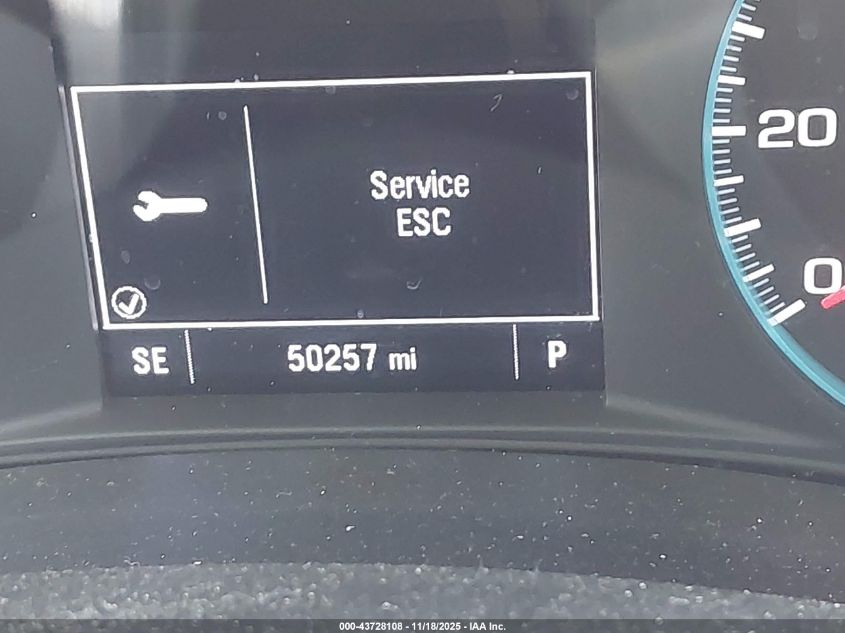 Service
ESC
SE 50257 mi P
20
0
000-43728108 - 11/18/2025 - IAA Inc.